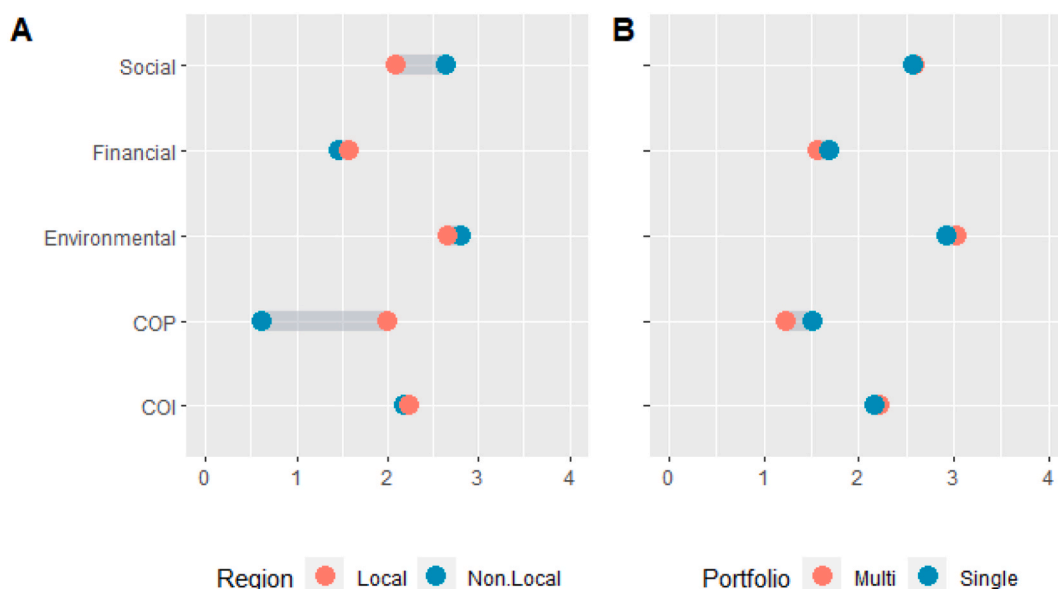 A
B
Social
Financial
Environmental
COP
COI
0 1 2 3 4
0 1 2 3 4
Region Local Non.Local
Portfolio Multi Single